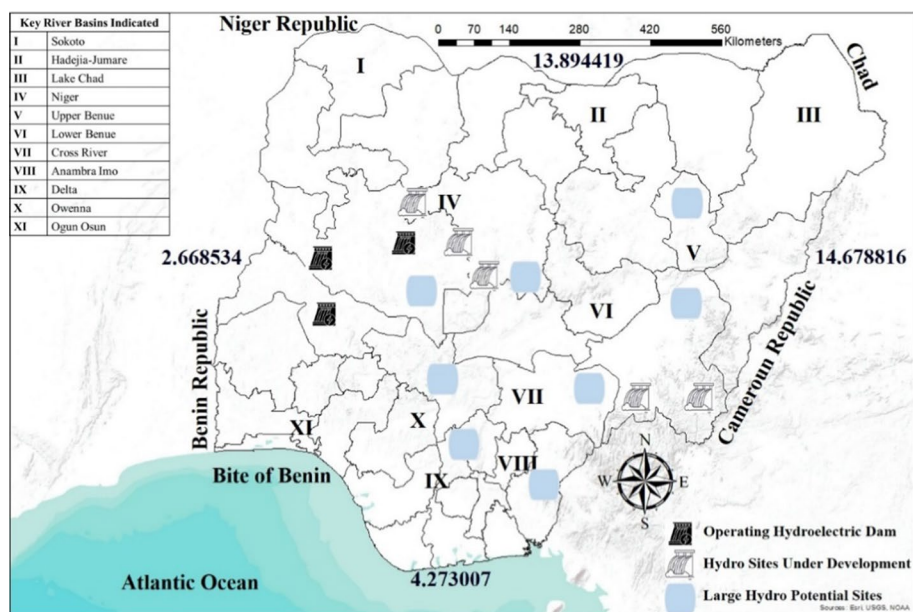 Key River Basins Indicated
I Sokoto
II Hadejia-Jumare
III Lake Chad
IV Niger
V Upper Benue
VI Lower Benue
VII Cross River
VIII Anambra Imo
IX Delta
X Owenna
XI Ogun Osun
Niger Republic
0 70 140 280 420 560
Kilometers
13.894419
Chad
I
II
III
IV
2.668534
V
14.678816
VI
Benin Republic
Cameroun Republic
VII
X
XI
VIII
IX
Bite of Benin
N
W E
S
Operating Hydroelectric Dam
Hydro Sites Under Development
Atlantic Ocean
4.273007
Large Hydro Potential Sites
Sources: Esri, USGS, NOAA